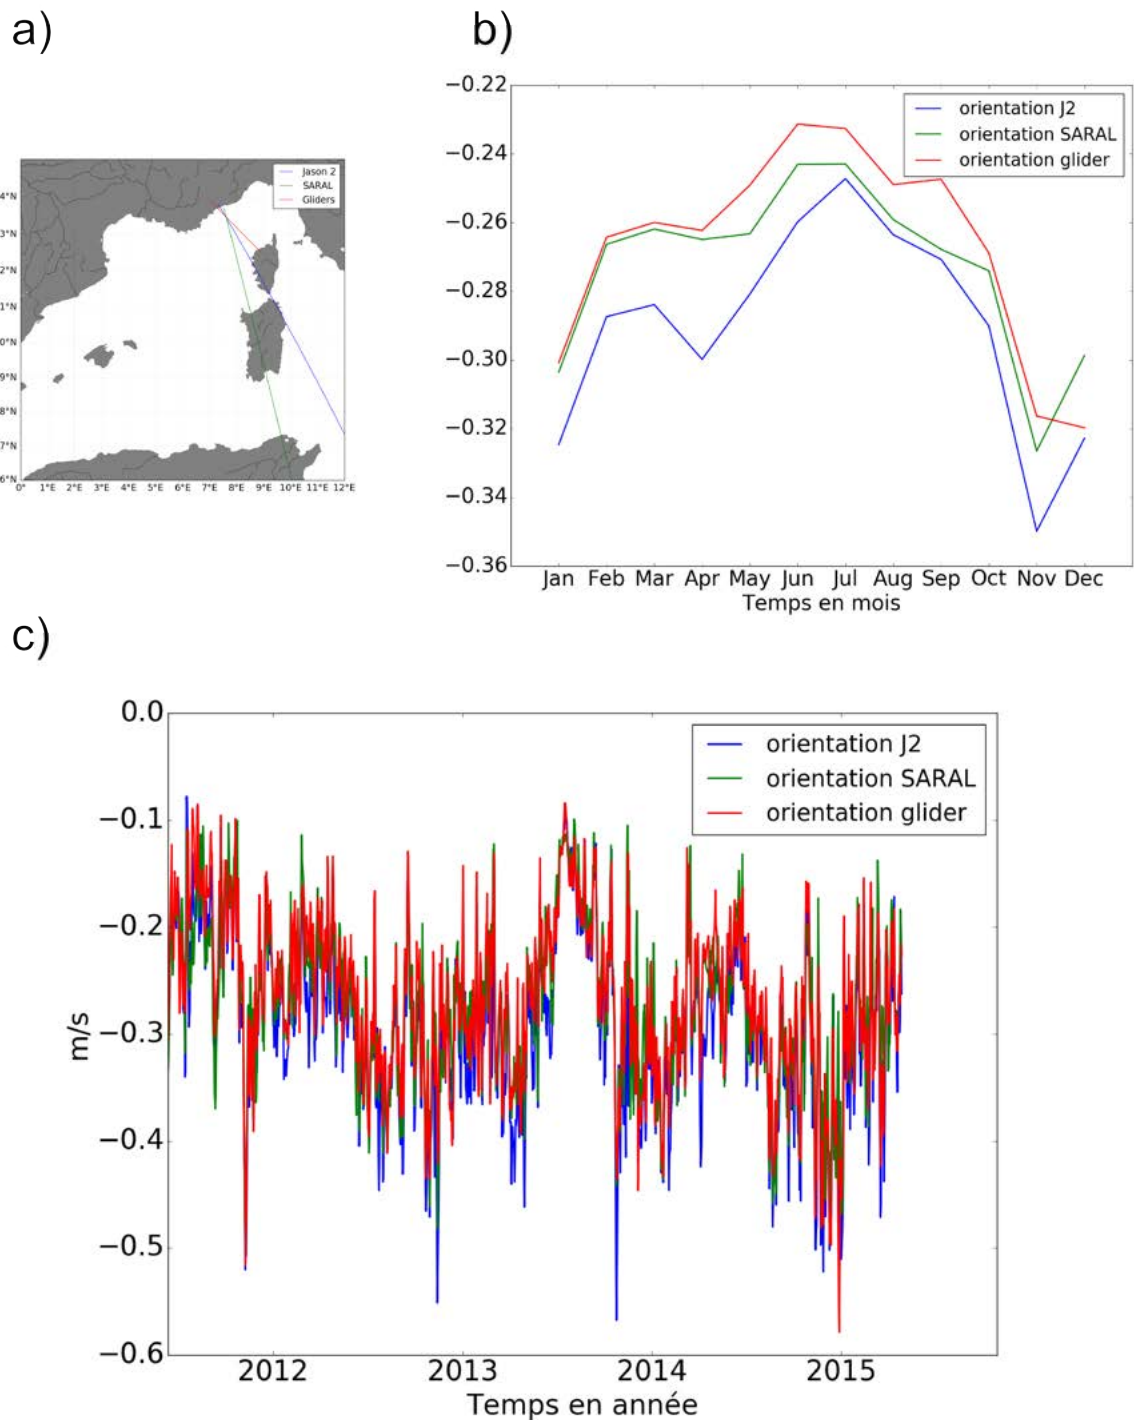 a)
b)
Jason 2
SARAL
Gliders
4°N
3°N
2°N
1°N
0°N
9°N
8°N
7°N
6°N
0° 1°E 2°E 3°E 4°E 5°E 6°E 7°E 8°E 9°E 10°E 11°E 12°E
−0.22
−0.24
−0.26
−0.28
−0.30
−0.32
−0.34
−0.36
orientation J2
orientation SARAL
orientation glider
Jan Feb Mar Apr May Jun Jul Aug Sep Oct Nov Dec
Temps en mois
c)
0.0
−0.1
−0.2
−0.3
−0.4
−0.5
−0.6
m/s
orientation J2
orientation SARAL
orientation glider
2012 2013 2014 2015
Temps en année